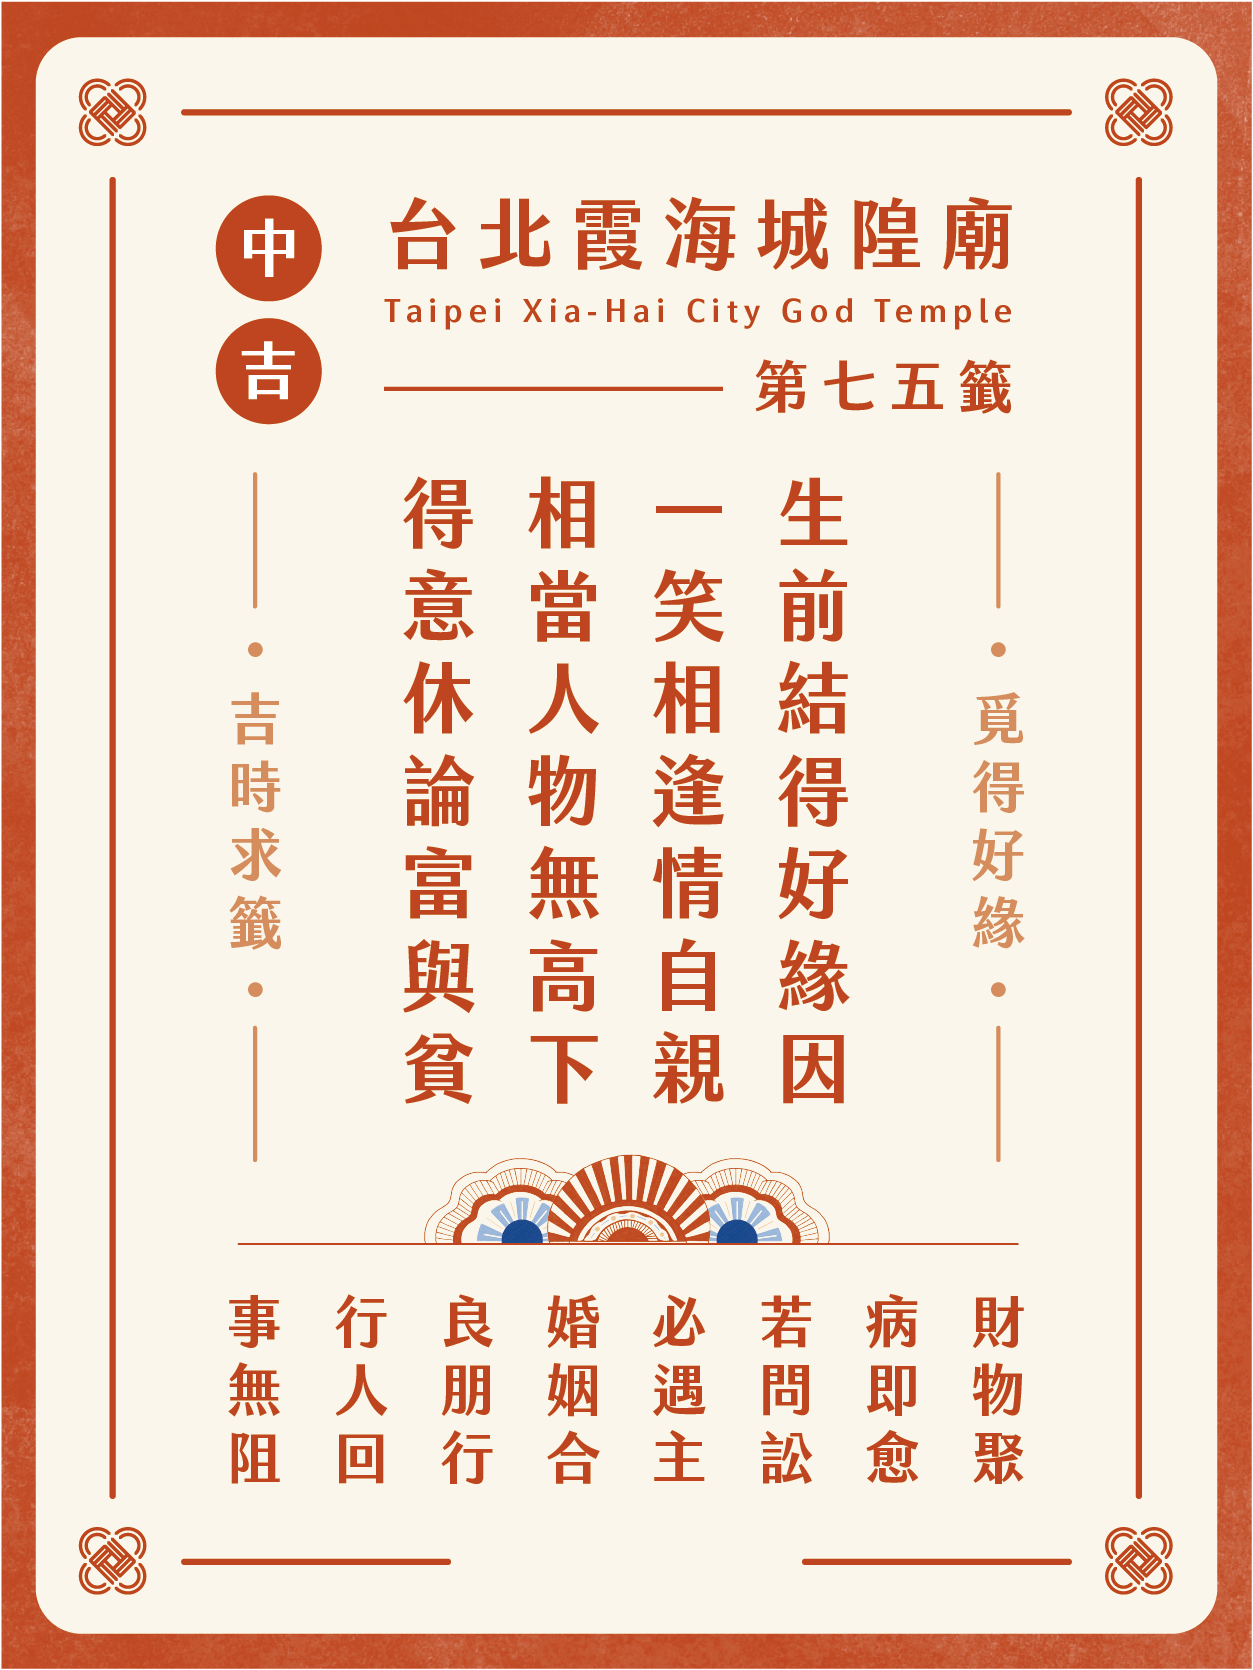 台北霞海城隍廟
Taipei Xia-Hai City God Temple
第七五籤
中吉
覓得好緣
生前結得好緣因
一笑相逢情自親
相當人物無高下
得意休論富與貧
吉時求籤
財物聚
病即愈
若問訟
必遇主
婚姻合
良朋行
行人回
事無阻